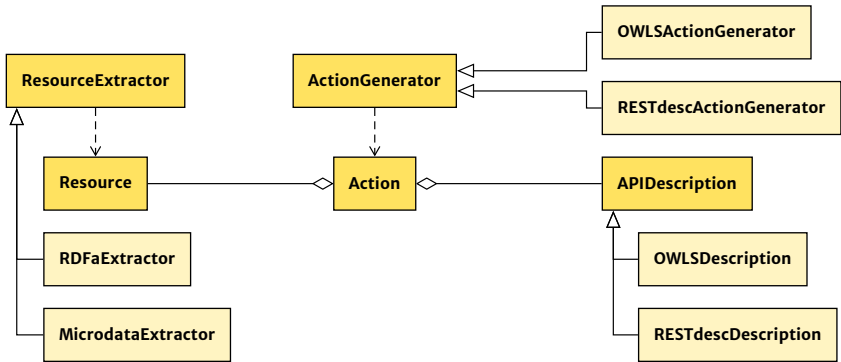 OWLSActionGenerator
ResourceExtractor
ActionGenerator
RESTdescActionGenerator
Resource
Action
APIDescription
RDFaExtractor
OWLSDescription
MicrodataExtractor
RESTdescDescription